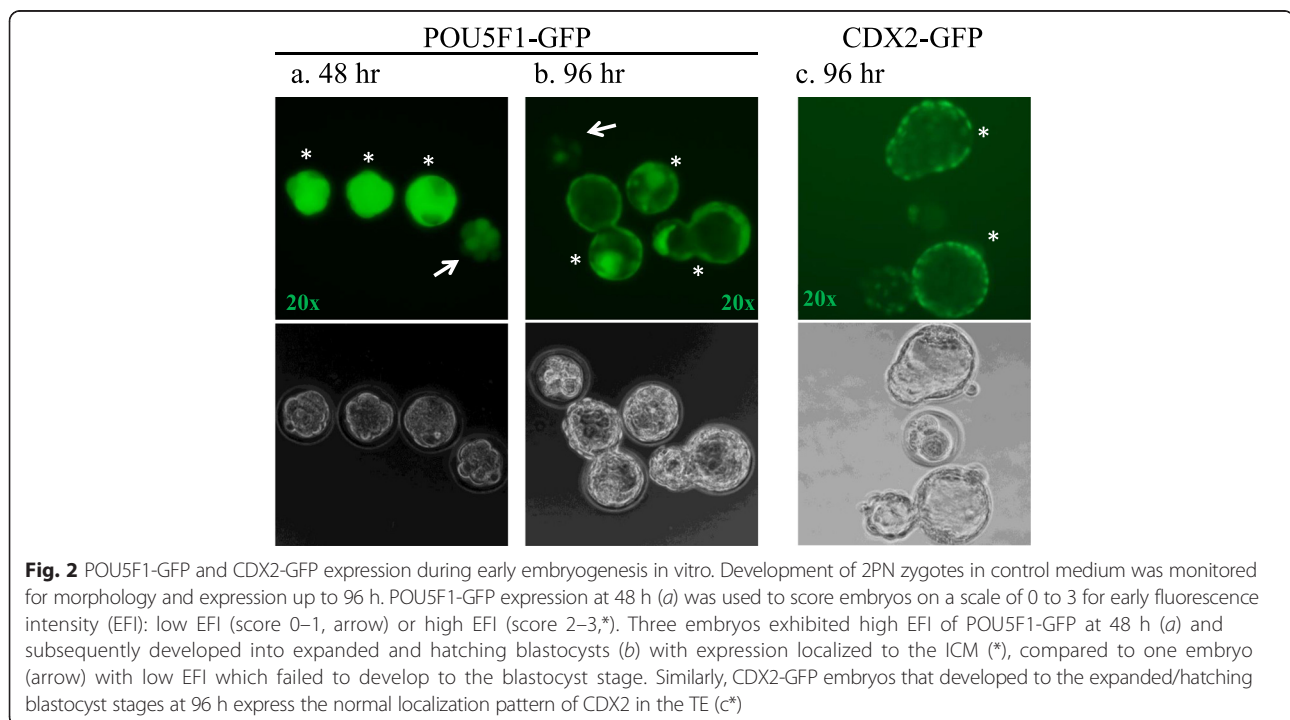 POU5F1-GFP
CDX2-GFP
a. 48 hr
b. 96 hr
c. 96 hr
* * *
*
*
*
*
*
20x
20x
20x
Fig. 2 POU5F1-GFP and CDX2-GFP expression during early embryogenesis in vitro. Development of 2PN zygotes in control medium was monitored
for morphology and expression up to 96 h. POU5F1-GFP expression at 48 h (a) was used to score embryos on a scale of 0 to 3 for early fluorescence
intensity (EFI): low EFI (score 0–1, arrow) or high EFI (score 2–3,*). Three embryos exhibited high EFI of POU5F1-GFP at 48 h (a) and
subsequently developed into expanded and hatching blastocysts (b) with expression localized to the ICM (*), compared to one embryo
(arrow) with low EFI which failed to develop to the blastocyst stage. Similarly, CDX2-GFP embryos that developed to the expanded/hatching
blastocyst stages at 96 h express the normal localization pattern of CDX2 in the TE (c*)